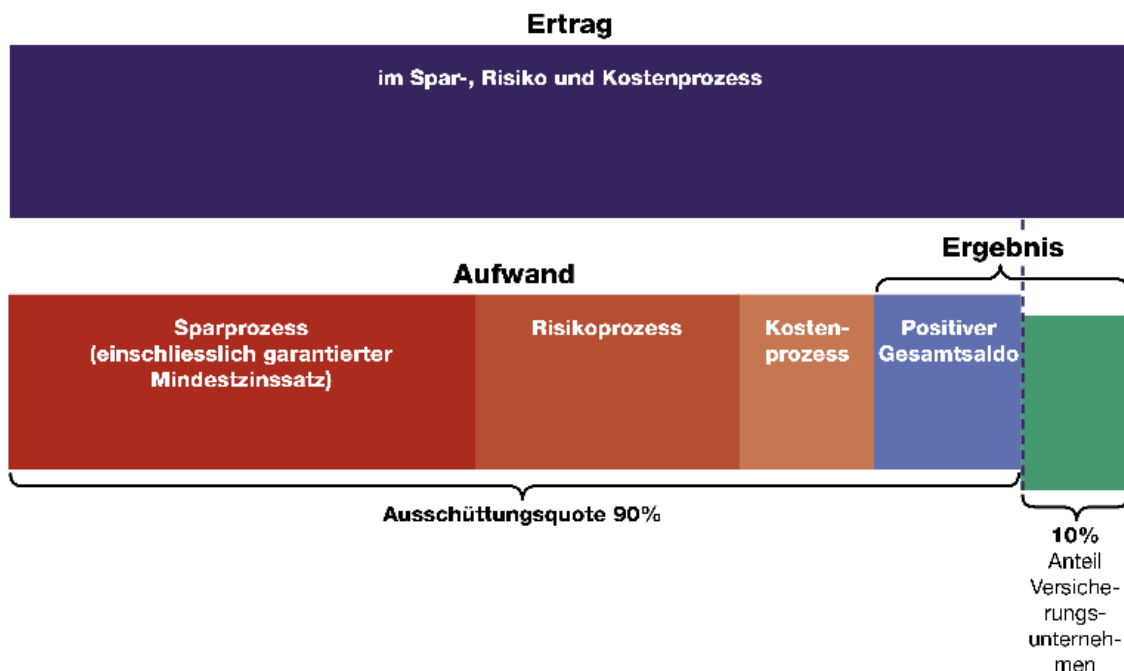 Ertrag
im Spar-, Risiko und Kostenprozess
Ergebnis
Aufwand
Sparprozess
(einschliesslich garantierter
Mindestzinssatz)
Risikoprozess
Kosten-
prozess
Positiver
Gesamtsaldo
Ausschüttungsquote 90%
10%
Anteil
Versiche-
rungs-
unterneh-
men